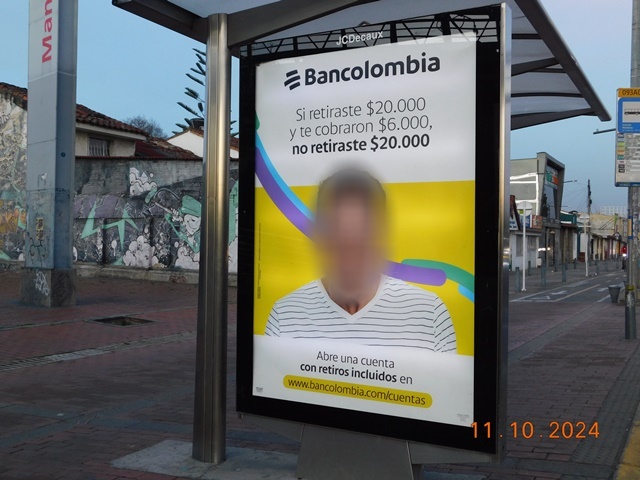 Man
JCDecaux
Bancolombia
Si retiraste $20.000
y te cobraron $6.000,
no retiraste $20.000
Abre una cuenta
con retiros incluidos en
www.bancolombia.com/cuentas
11.10.2024